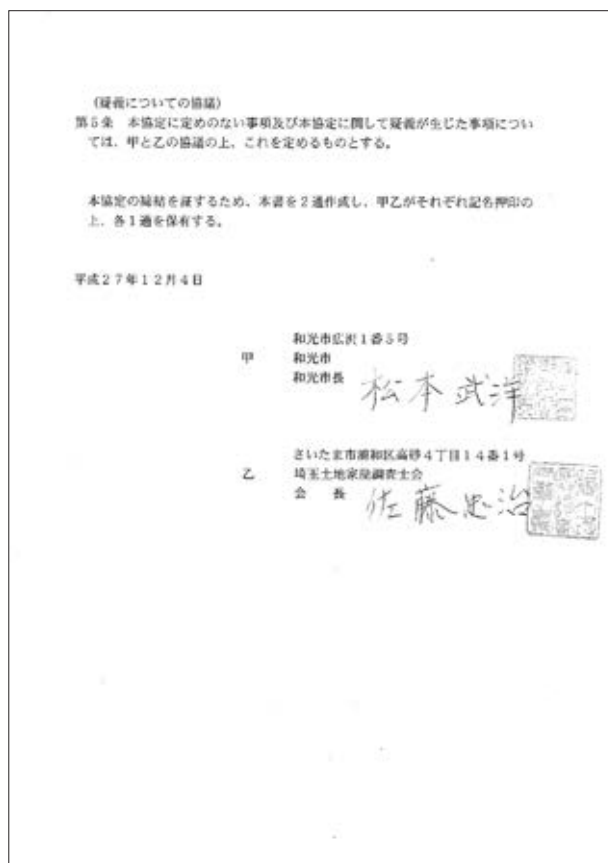 (疑義についての協議)
第5条 本協定に定めのない事項及び本協定に関して疑義が生じた事項につい
ては、甲と乙の協議の上、これを定めるものとする。
本協定の締結を証するため、本書を2通作成し、甲乙がそれぞれ記名押印の
上、各1通を保有する。
平成27年12月4日
和光市広沢1番5号
甲 和光市
和光市長 松本武洋
さいたま市浦和区高砂4丁目14番1号
乙 埼玉土地家屋調査士会
会 長 佐藤忠治